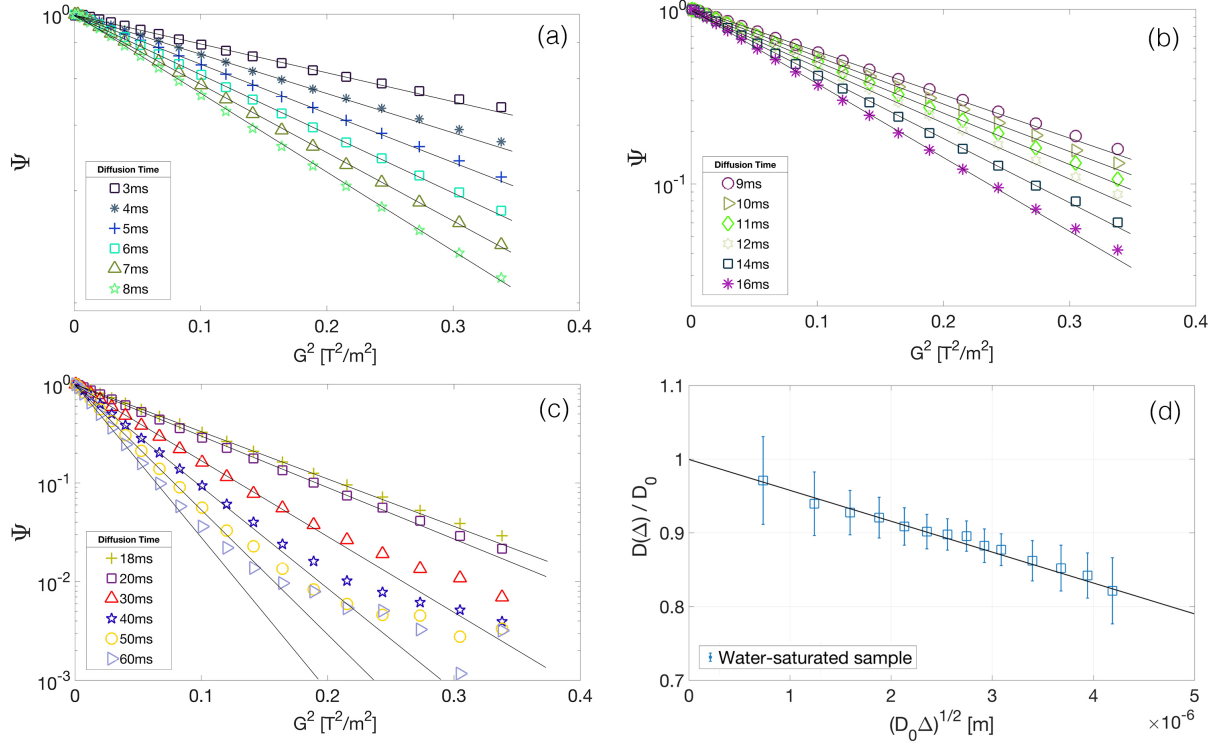 (a)
10^0
Ψ
Diffusion Time
3ms
4ms
5ms
6ms
7ms
8ms
0 0.1 0.2 0.3 0.4
G^2 [T^2/m^2]
(b)
10^0
10^-1
Ψ
Diffusion Time
9ms
10ms
11ms
12ms
14ms
16ms
0 0.1 0.2 0.3 0.4
G^2 [T^2/m^2]
(c)
10^0
10^-1
10^-2
10^-3
Ψ
Diffusion Time
18ms
20ms
30ms
40ms
50ms
60ms
0 0.1 0.2 0.3 0.4
G^2 [T^2/m^2]
(d)
1.1
1
0.9
0.8
0.7
D(Δ) / D_0
Water-saturated sample
0 1 2 3 4 5
(D_0Δ)^1/2 [m]
×10^-6